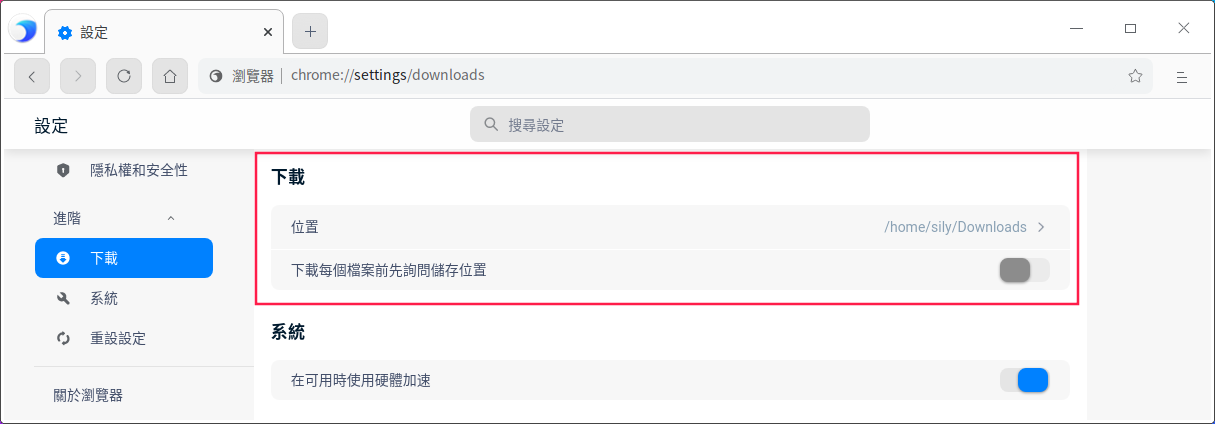 設定
瀏覽器 | chrome://settings/downloads
設定
搜尋設定
隱私權和安全性
進階
下載
系統
重設設定
關於瀏覽器
下載
位置 /home/sily/Downloads
下載每個檔案前先詢問儲存位置
系統
在可用時使用硬體加速